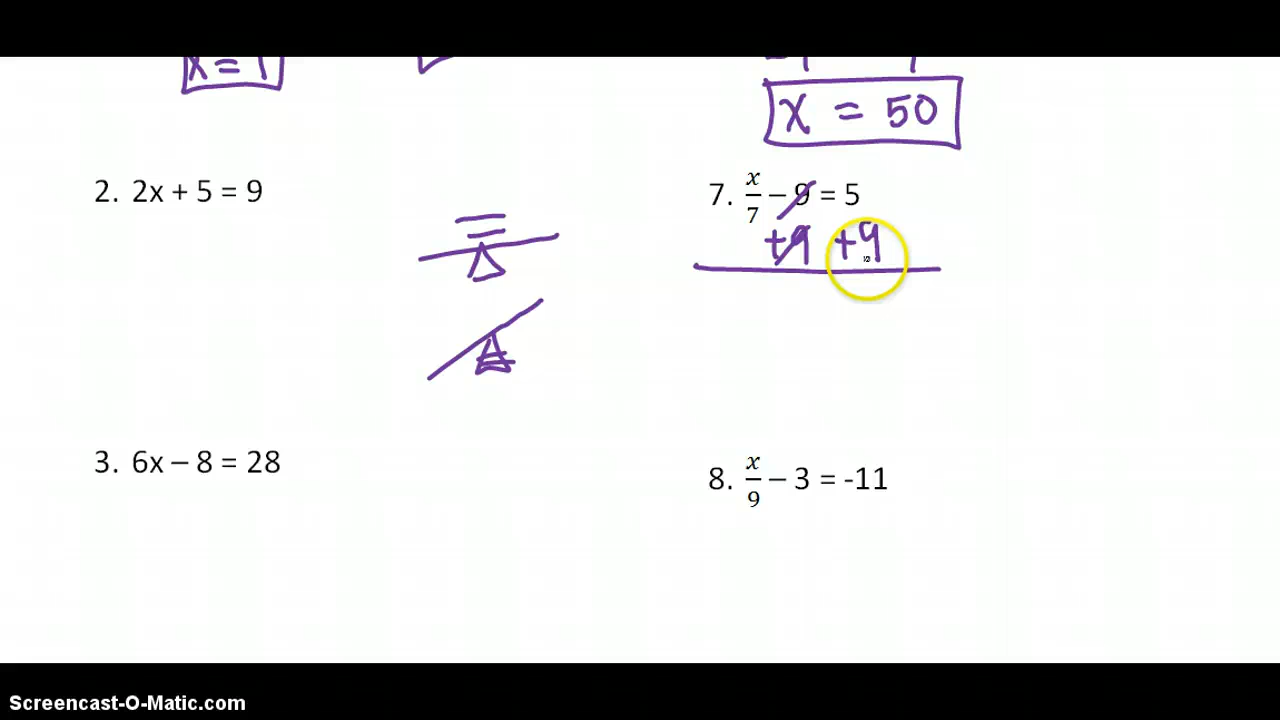 x = 1
x = 50
2. 2x + 5 = 9
7. x/7 – 9 = 5
+9 +9
3. 6x – 8 = 28
8. x/9 – 3 = -11
Screencast-O-Matic.com